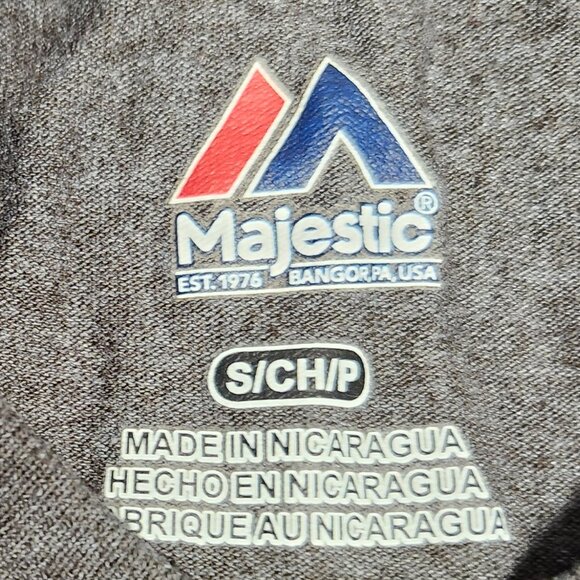 Majestic®
EST. 1976 BANGOR, PA, USA
S/CH/P
MADE IN NICARAGUA
HECHO EN NICARAGUA
BRIQUE AU NICARAGUA